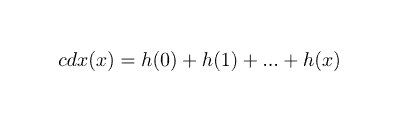 cdx(x) = h(0) + h(1) + ... + h(x)